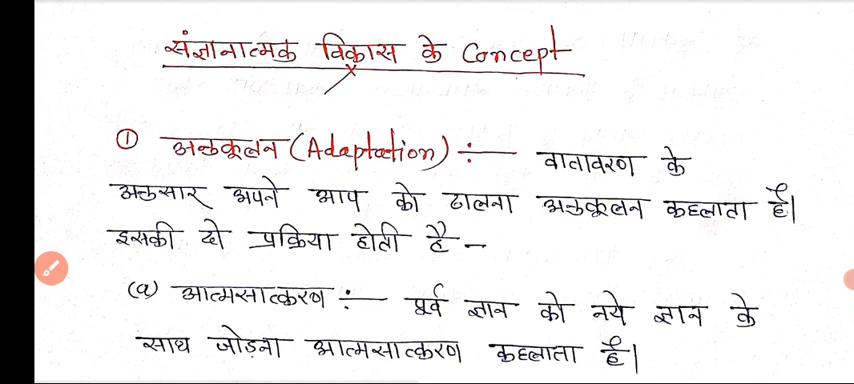 संज्ञानात्मक विकास के Concept
① अनुकूलन (Adaptation) ÷— वातावरण के
अनुसार अपने आप को ढालना अनुकूलन कहलाता है।
इसकी दो प्रक्रिया होती है –
(a) आत्मसात्करण ÷— पूर्व ज्ञान को नये ज्ञान के
साथ जोड़ना आत्मसात्करण कहलाता है।